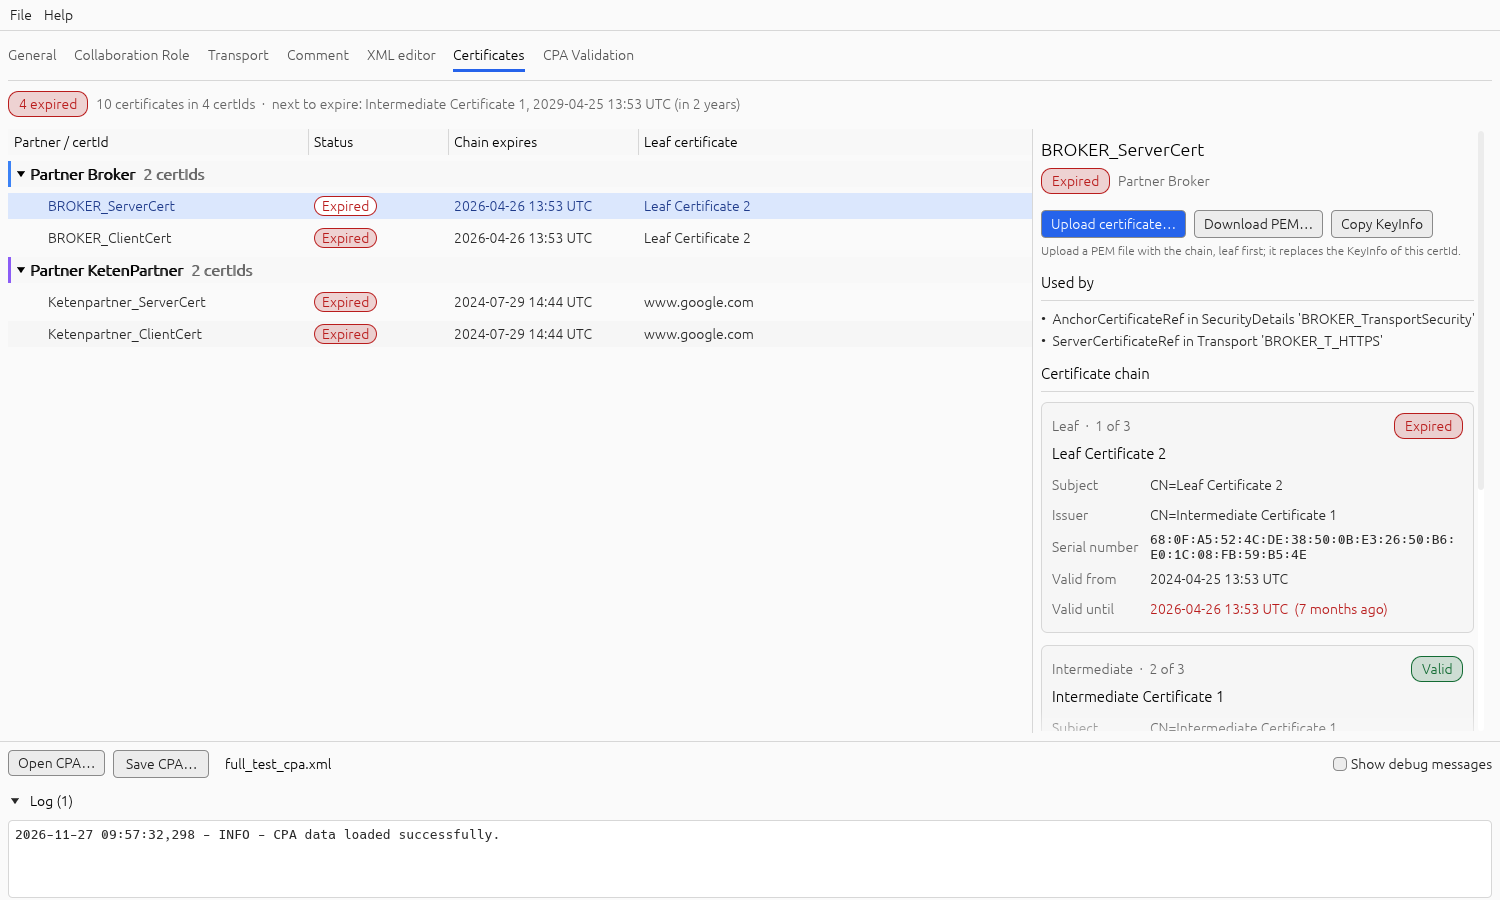 File Help
General Collaboration Role Transport Comment XML editor Certificates CPA Validation
4 expired 10 certificates in 4 certIds · next to expire: Intermediate Certificate 1, 2029-04-25 13:53 UTC (in 2 years)
Partner / certId Status Chain expires Leaf certificate
Partner Broker 2 certIds
BROKER_ServerCert Expired 2026-04-26 13:53 UTC Leaf Certificate 2
BROKER_ClientCert Expired 2026-04-26 13:53 UTC Leaf Certificate 2
Partner KetenPartner 2 certIds
Ketenpartner_ServerCert Expired 2024-07-29 14:44 UTC www.google.com
Ketenpartner_ClientCert Expired 2024-07-29 14:44 UTC www.google.com
BROKER_ServerCert
Expired Partner Broker
Upload certificate... Download PEM... Copy KeyInfo
Upload a PEM file with the chain, leaf first; it replaces the KeyInfo of this certId.
Used by
• AnchorCertificateRef in SecurityDetails 'BROKER_TransportSecurity'
• ServerCertificateRef in Transport 'BROKER_T_HTTPS'
Certificate chain
Leaf · 1 of 3 Expired
Leaf Certificate 2
Subject CN=Leaf Certificate 2
Issuer CN=Intermediate Certificate 1
Serial number 68:0F:A5:52:4C:DE:38:50:0B:E3:26:50:B6:
E0:1C:08:FB:59:B5:4E
Valid from 2024-04-25 13:53 UTC
Valid until 2026-04-26 13:53 UTC (7 months ago)
Intermediate · 2 of 3 Valid
Intermediate Certificate 1
Subject CN=Intermediate Certificate 1
Open CPA... Save CPA... full_test_cpa.xml Show debug messages
Log (1)
2026-11-27 09:57:32,298 - INFO - CPA data loaded successfully.